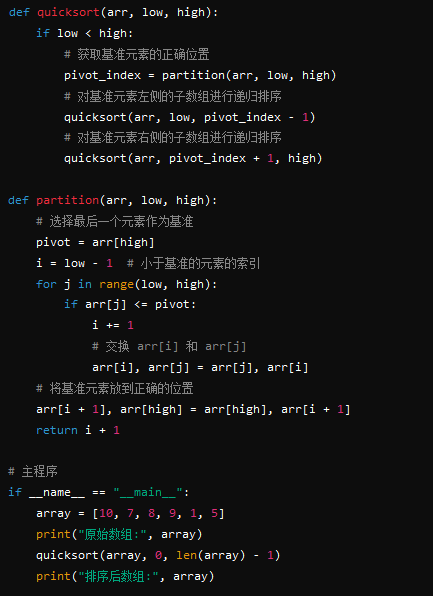 def quicksort(arr, low, high):
    if low < high:
        # 获取基准元素的正确位置
        pivot_index = partition(arr, low, high)
        # 对基准元素左侧的子数组进行递归排序
        quicksort(arr, low, pivot_index - 1)
        # 对基准元素右侧的子数组进行递归排序
        quicksort(arr, pivot_index + 1, high)

def partition(arr, low, high):
    # 选择最后一个元素作为基准
    pivot = arr[high]
    i = low - 1  # 小于基准的元素的索引
    for j in range(low, high):
        if arr[j] <= pivot:
            i += 1
            # 交换 arr[i] 和 arr[j]
            arr[i], arr[j] = arr[j], arr[i]
    # 将基准元素放到正确的位置
    arr[i + 1], arr[high] = arr[high], arr[i + 1]
    return i + 1

# 主程序
if __name__ == "__main__":
    array = [10, 7, 8, 9, 1, 5]
    print("原始数组:", array)
    quicksort(array, 0, len(array) - 1)
    print("排序后数组:", array)